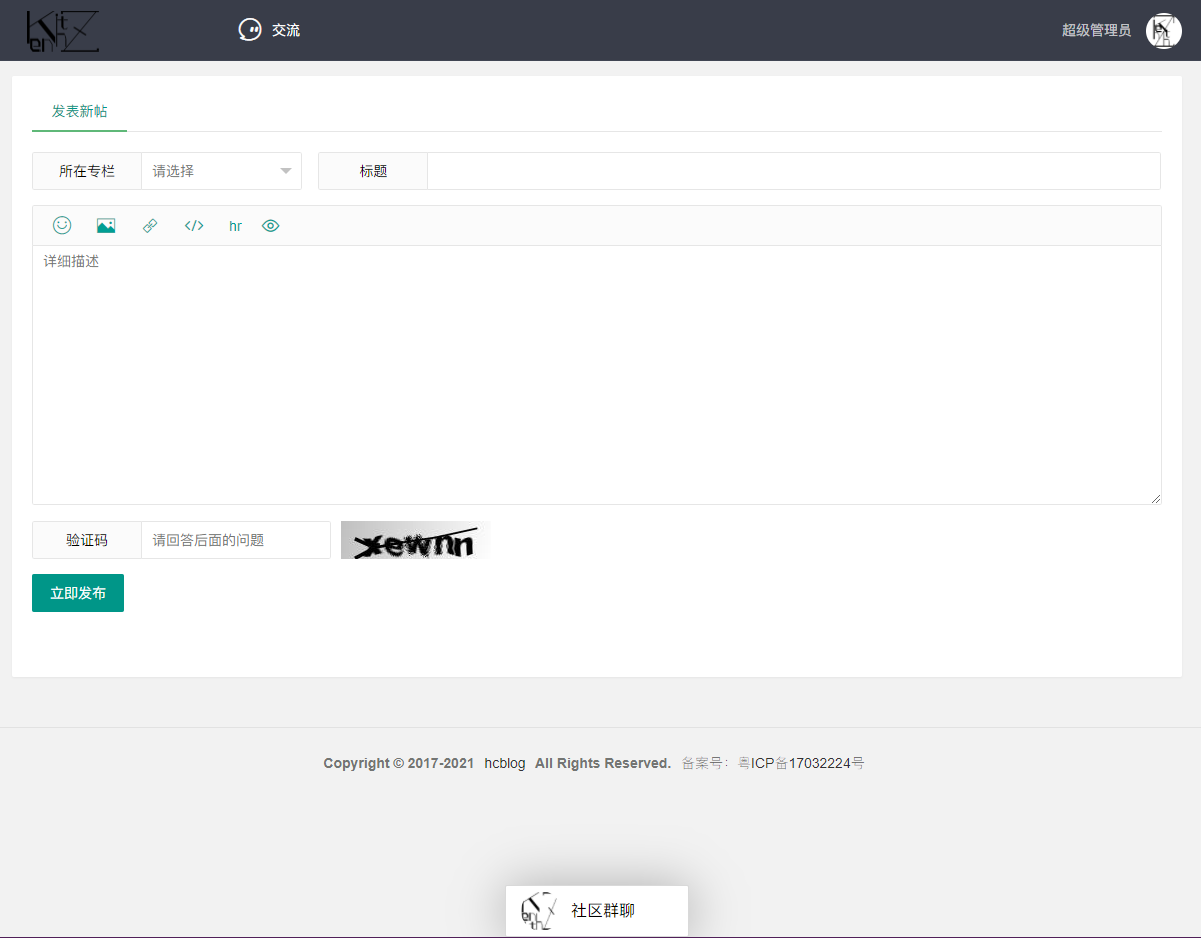 交流
超级管理员
发表新帖
所在专栏 请选择 标题
hr
详细描述
验证码 请回答后面的问题 xewnn
立即发布
Copyright © 2017-2021 hcblog All Rights Reserved. 备案号：粤ICP备17032224号
社区群聊